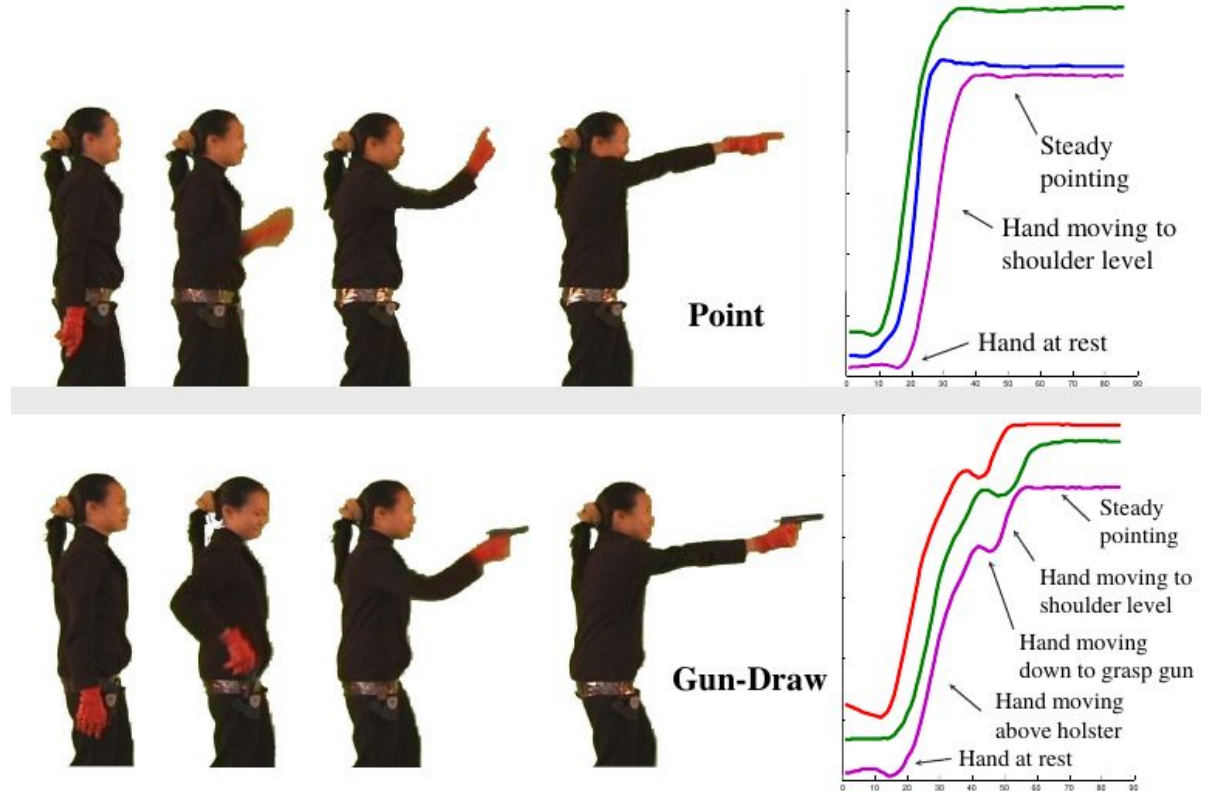 Steady
pointing
Hand moving to
shoulder level
Point
Hand at rest
0 10 20 30 40 50 60 70 80 90
Steady
pointing
Hand moving to
shoulder level
Hand moving
down to grasp gun
Gun-Draw
Hand moving
above holster
Hand at rest
0 10 20 30 40 50 60 70 80 90